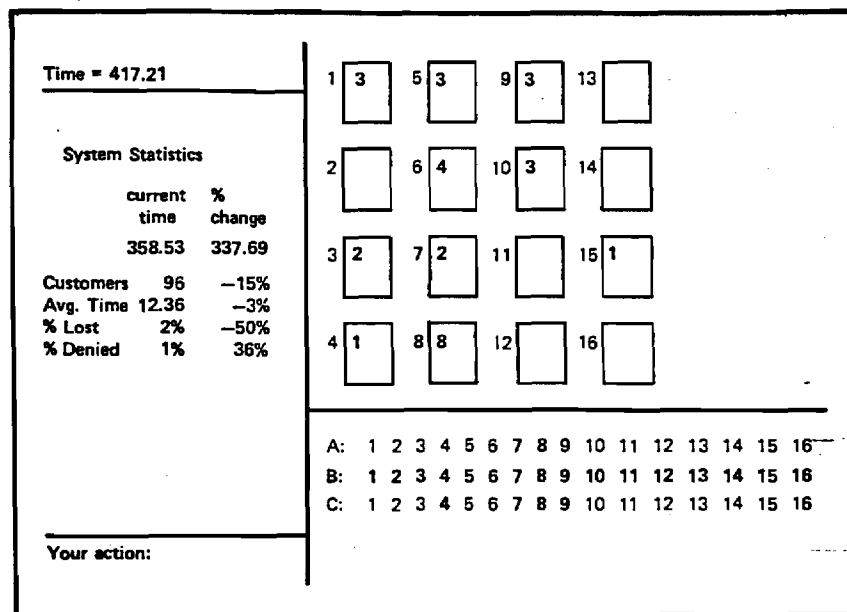 Time = 417.21
System Statistics
current %
time change
358.53 337.69
Customers 96 —15%
Avg. Time 12.36 —3%
% Lost 2% —50%
% Denied 1% 36%
Your action:
1 3 5 3 9 3 13
2 6 4 10 3 14
3 2 7 2 11 15 1
4 1 8 8 12 16
A: 1 2 3 4 5 6 7 8 9 10 11 12 13 14 15 16
B: 1 2 3 4 5 6 7 8 9 10 11 12 13 14 15 16
C: 1 2 3 4 5 6 7 8 9 10 11 12 13 14 15 16